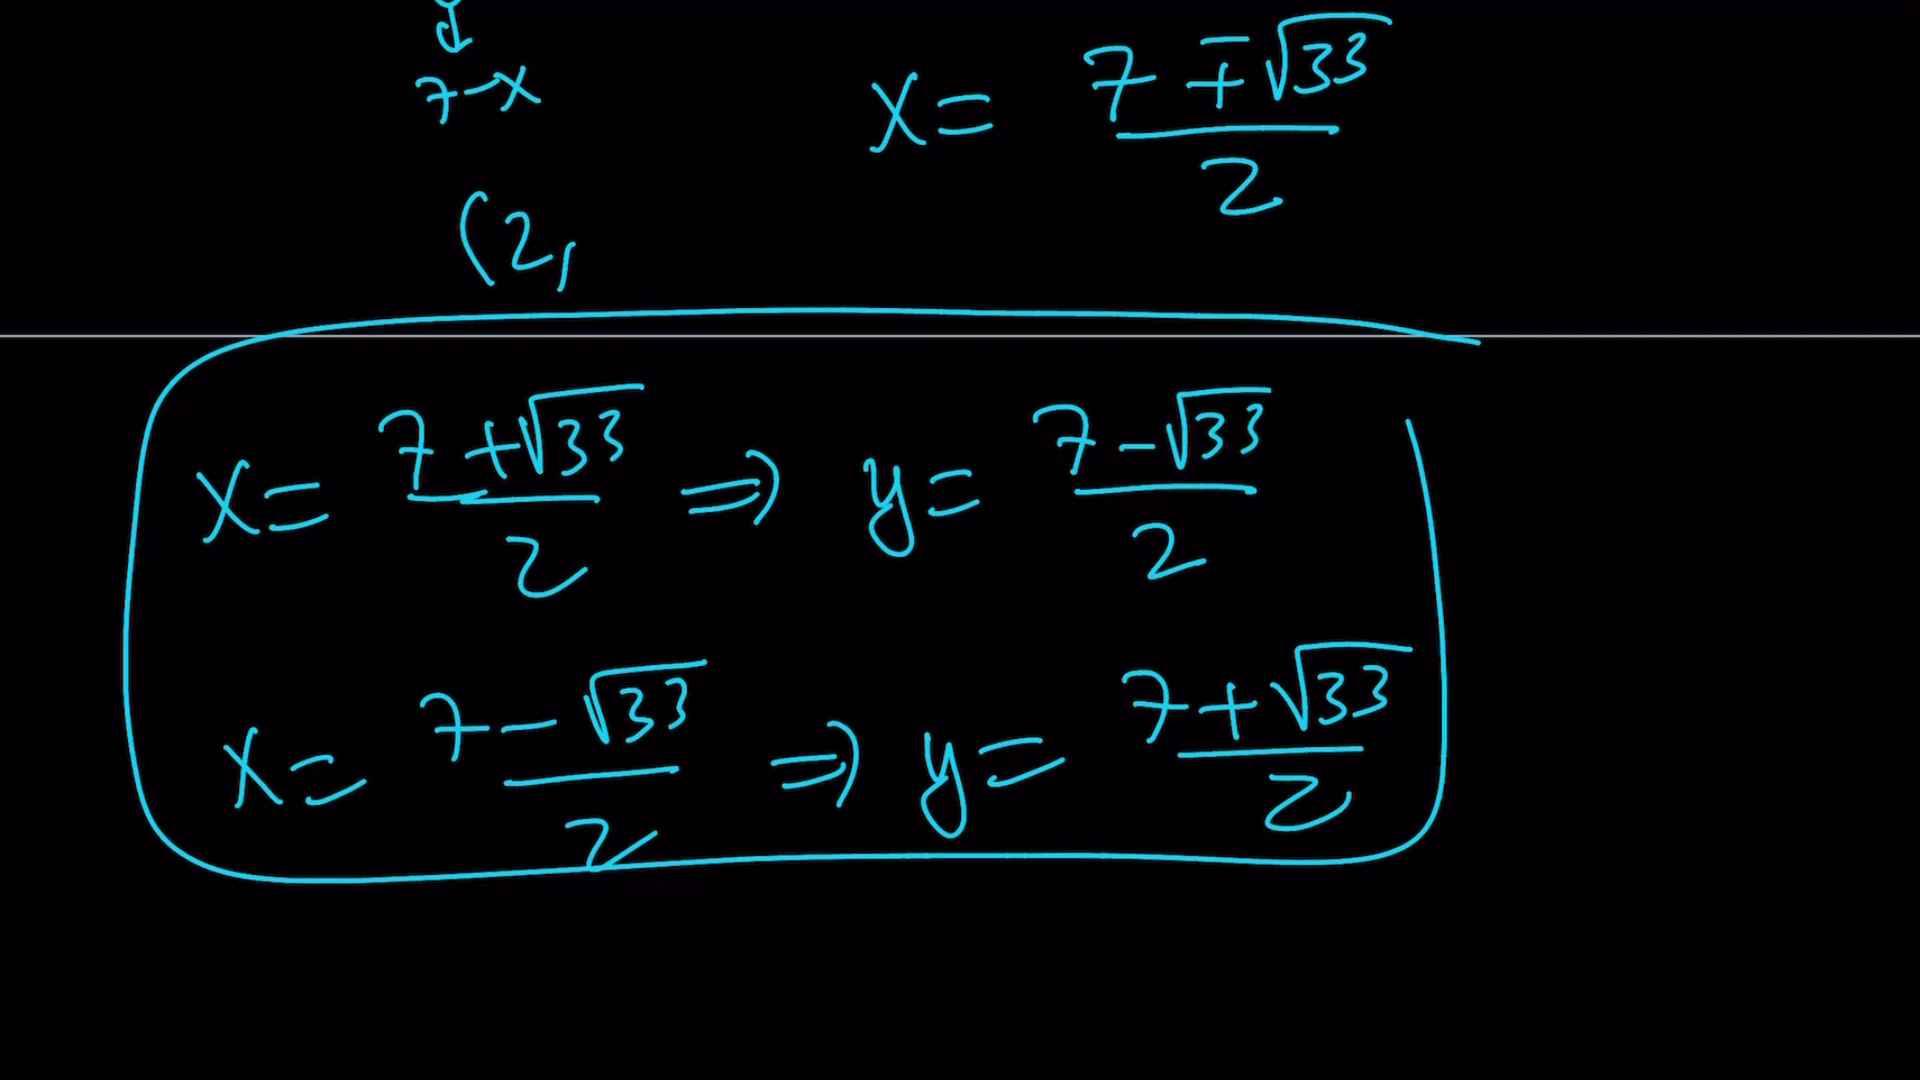 7-x
x = (7 ∓ √33)/2
(2,
x = (7 + √33)/2 ⇒ y = (7 - √33)/2
x = (7 - √33)/2 ⇒ y = (7 + √33)/2